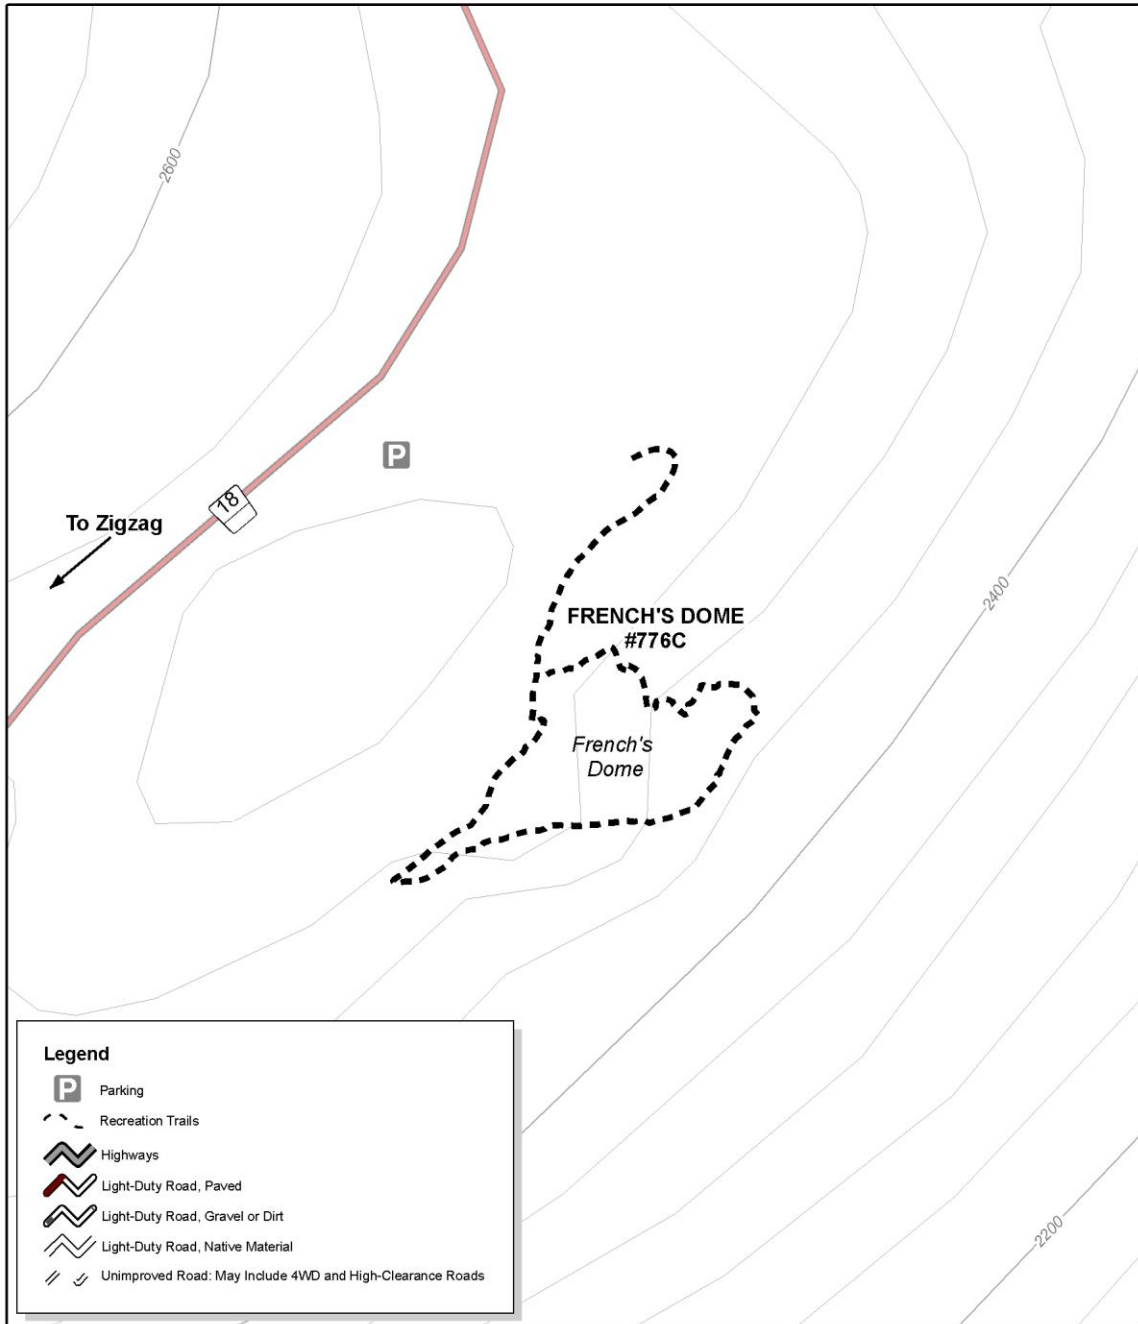 2600
P
18
To Zigzag
2400
FRENCH'S DOME
#776C
French's
Dome
Legend
P Parking
Recreation Trails
Highways
Light-Duty Road, Paved
Light-Duty Road, Gravel or Dirt
Light-Duty Road, Native Material
Unimproved Road: May Include 4WD and High-Clearance Roads
2200